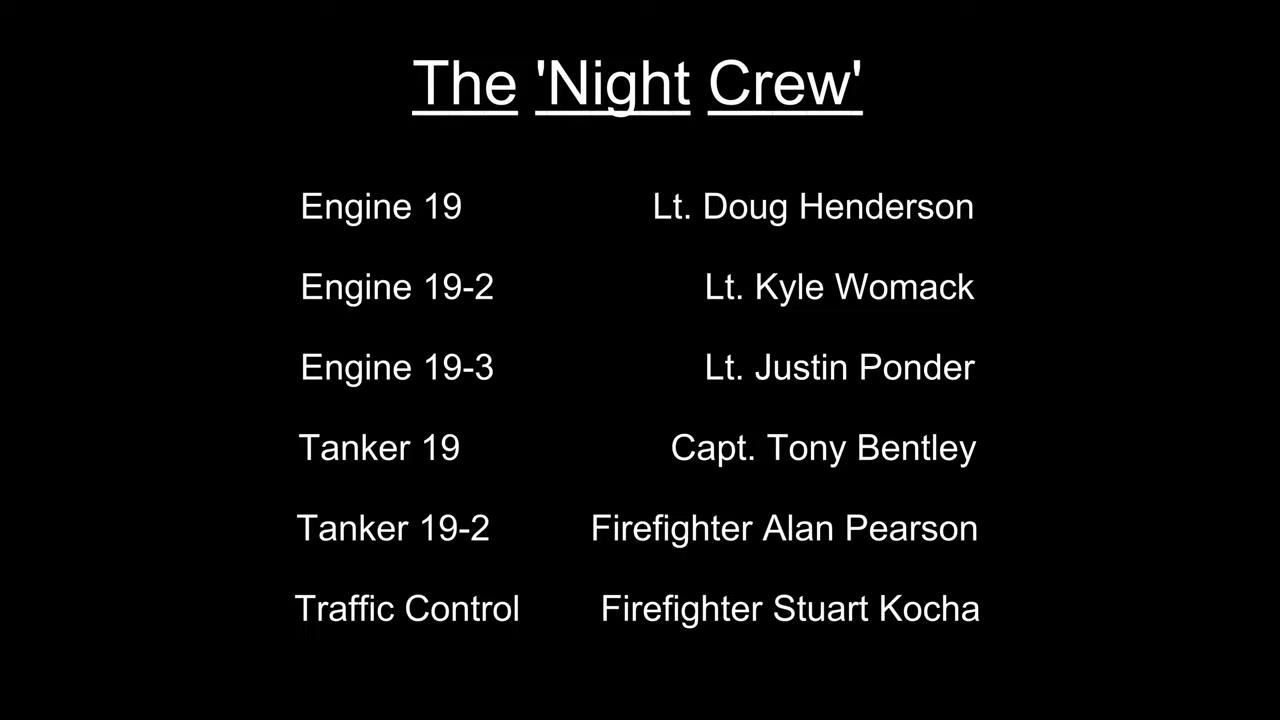 The 'Night Crew'
Engine 19 Lt. Doug Henderson
Engine 19-2 Lt. Kyle Womack
Engine 19-3 Lt. Justin Ponder
Tanker 19 Capt. Tony Bentley
Tanker 19-2 Firefighter Alan Pearson
Traffic Control Firefighter Stuart Kocha